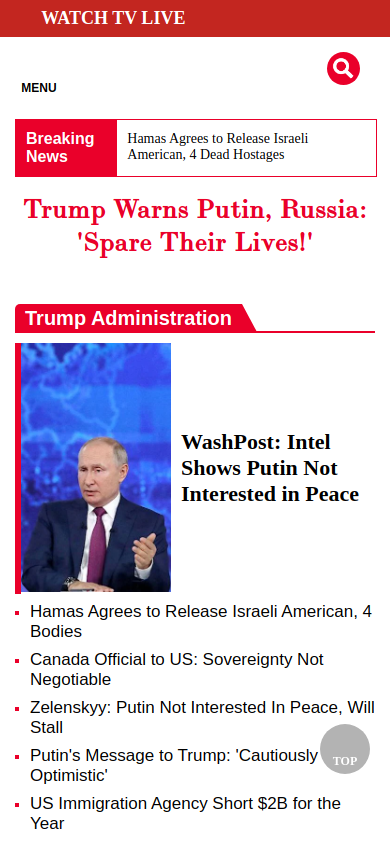 WATCH TV LIVE
MENU
Breaking
News
Hamas Agrees to Release Israeli
American, 4 Dead Hostages
Trump Warns Putin, Russia:
'Spare Their Lives!'
Trump Administration
WashPost: Intel
Shows Putin Not
Interested in Peace
Hamas Agrees to Release Israeli American, 4
Bodies
Canada Official to US: Sovereignty Not
Negotiable
Zelenskyy: Putin Not Interested In Peace, Will
Stall
Putin's Message to Trump: 'Cautiously
Optimistic'
TOP
US Immigration Agency Short $2B for the
Year